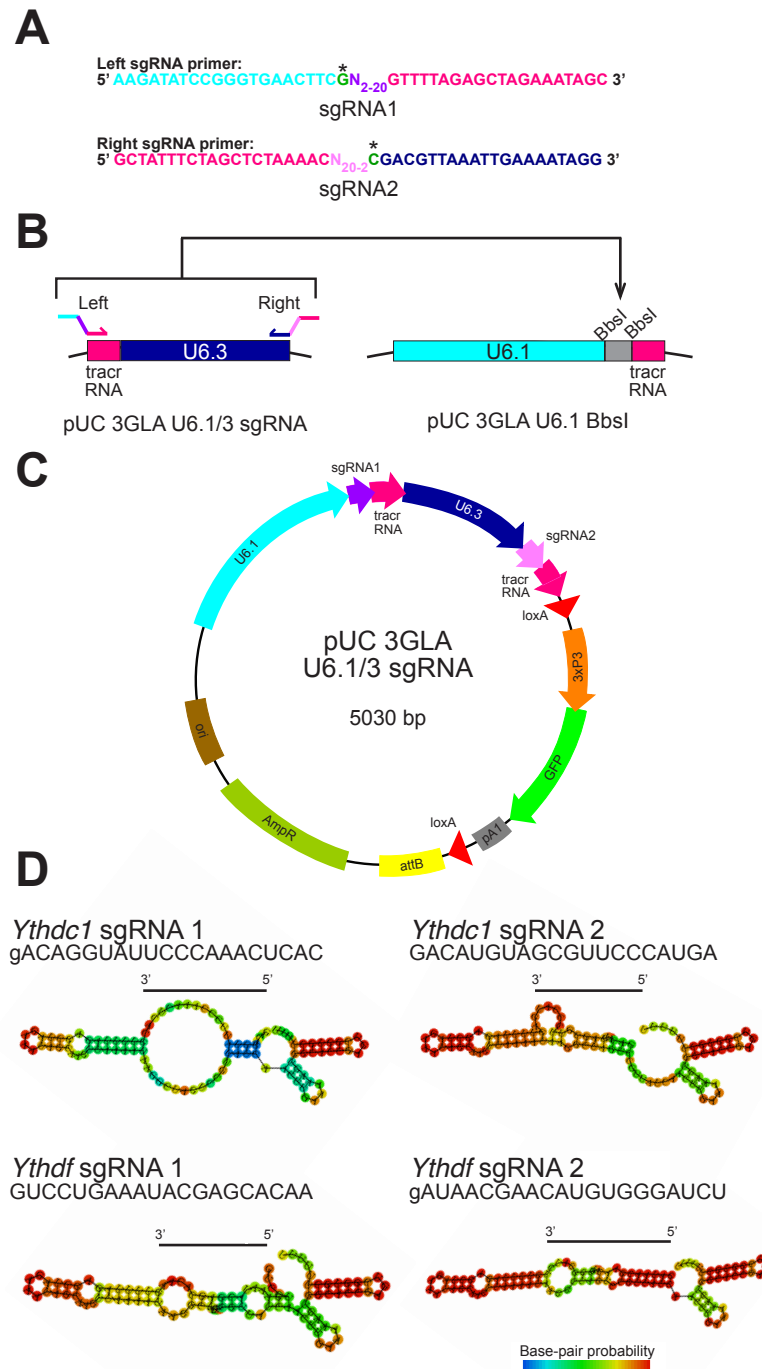 A
Left sgRNA primer:
*
5’ AAGATATCCGGGTGAACTTCGN2-20GTTTTAGAGCTAGAAATAGC 3’
sgRNA1
Right sgRNA primer:
*
5’ GCTATTTCTAGCTCTAAAACN20-2CGACGTTAAATTGAAAATAGG 3’
sgRNA2
B
Left
Right
U6.3
tracr
RNA
pUC 3GLA U6.1/3 sgRNA
BbsI
BbsI
U6.1
tracr
RNA
pUC 3GLA U6.1 BbsI
C
sgRNA1
tracr
RNA
U6.3
sgRNA2
tracr
RNA
loxA
3xP3
GFP
pA1
loxA
attB
AmpR
ori
U6.1
pUC 3GLA
U6.1/3 sgRNA
5030 bp
D
Ythdc1 sgRNA 1
gACAGGUAUUCCCAAACUCAC
3’ 5’
Ythdc1 sgRNA 2
GACAUGUAGCGUUCCCAUGA
3’ 5’
Ythdf sgRNA 1
GUCCUGAAAUACGAGCACAA
3’ 5’
Ythdf sgRNA 2
gAUAACGAACAUGUGGGAUCU
3’ 5’
Base-pair probability